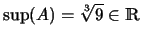 sup(A) = ∛9 ∈ ℝ